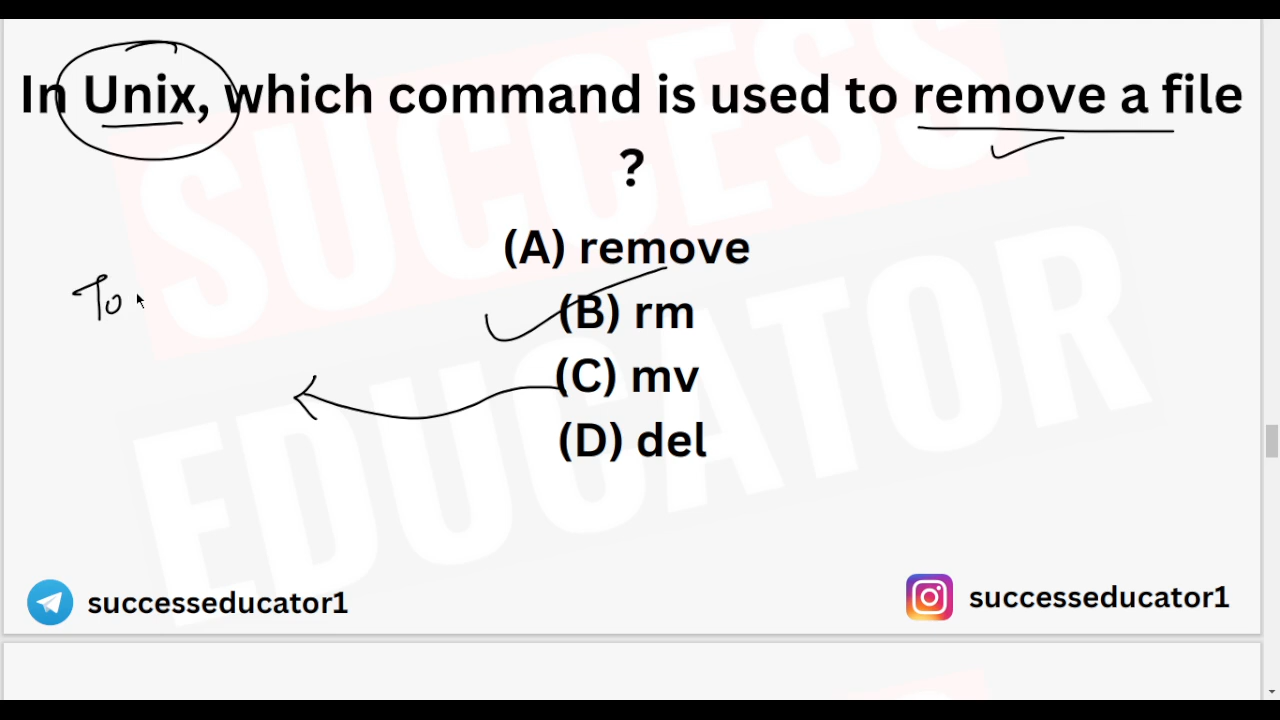 In Unix, which command is used to remove a file
?
(A) remove
(B) rm
(C) mv
(D) del
To
SUCCESS
EDUCATOR
successeducator1
successeducator1